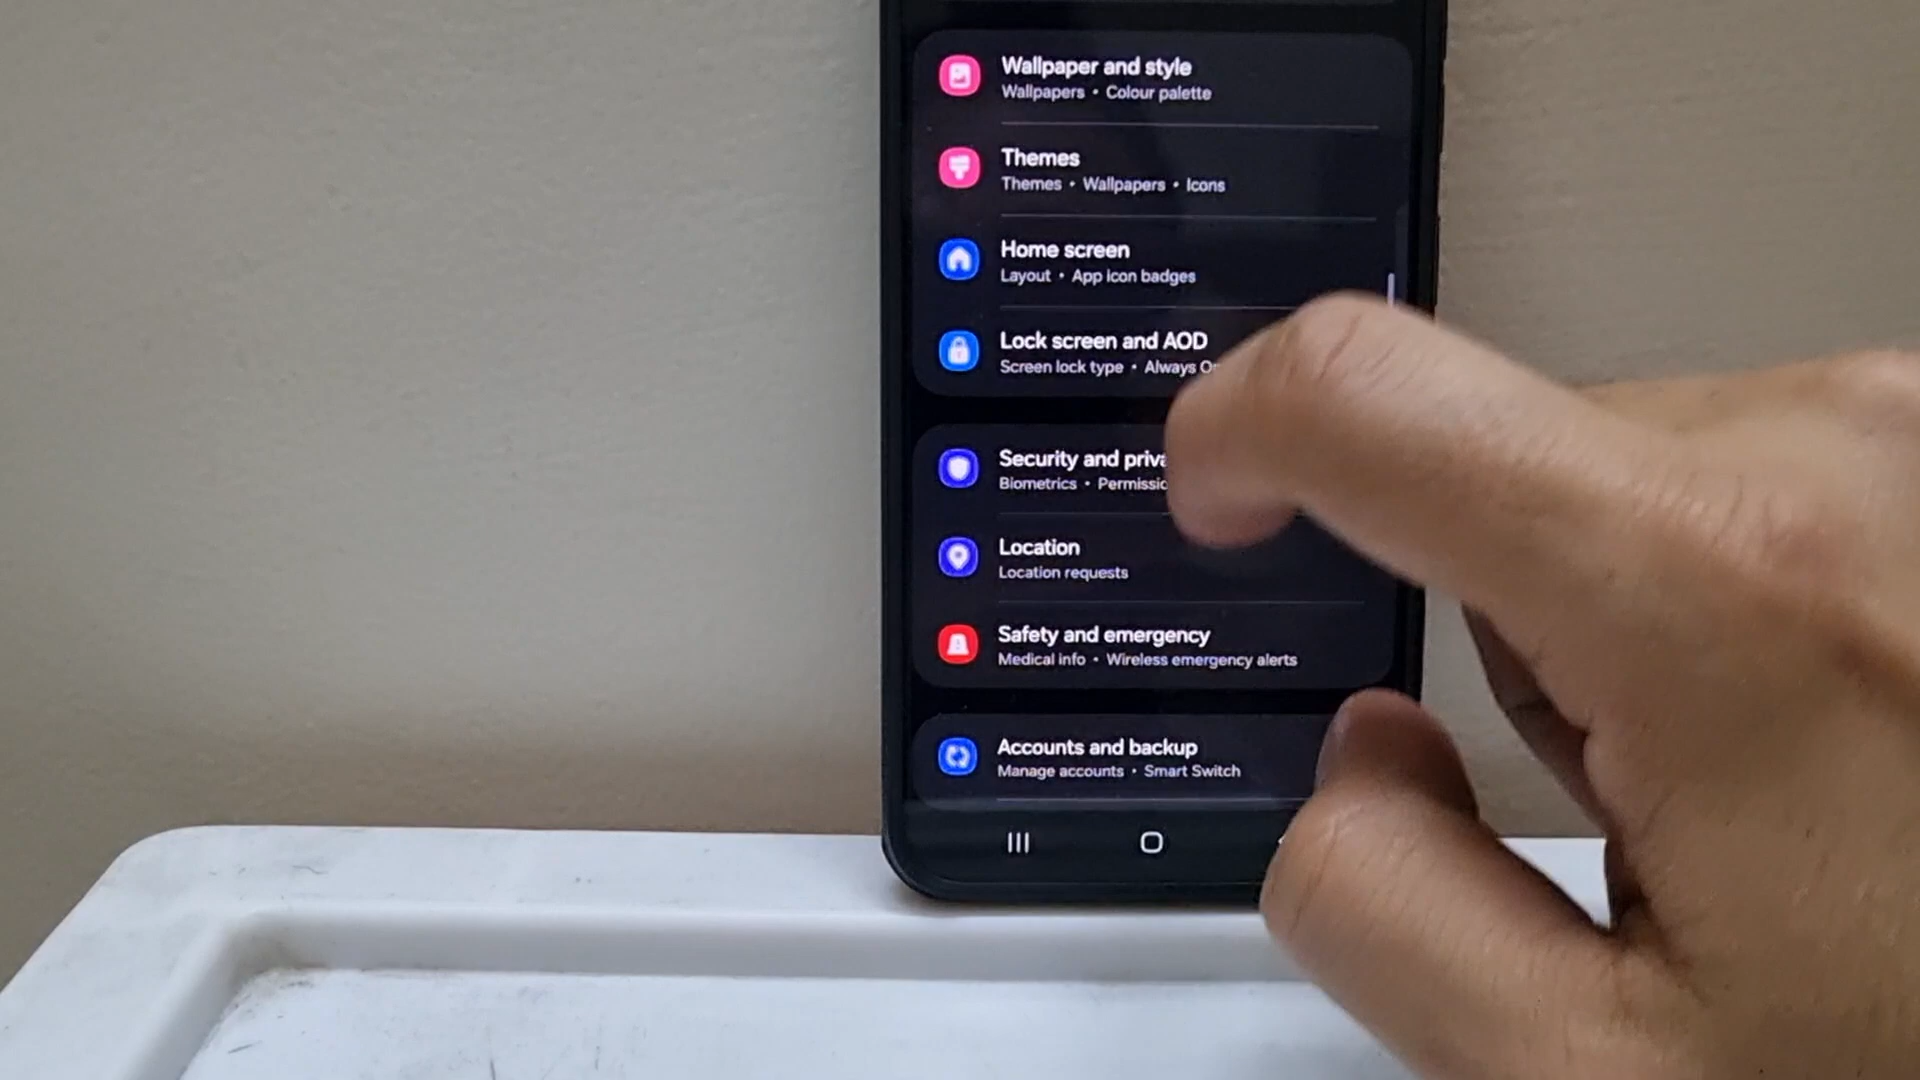 Wallpaper and style
Wallpapers • Colour palette
Themes
Themes • Wallpapers • Icons
Home screen
Layout • App icon badges
Lock screen and AOD
Screen lock type • Always
Security and
Biometrics •
Location
Location requests
Safety and emergency
Medical info • Wireless emergency alerts
Accounts and backup
Manage accounts • Smart Switch